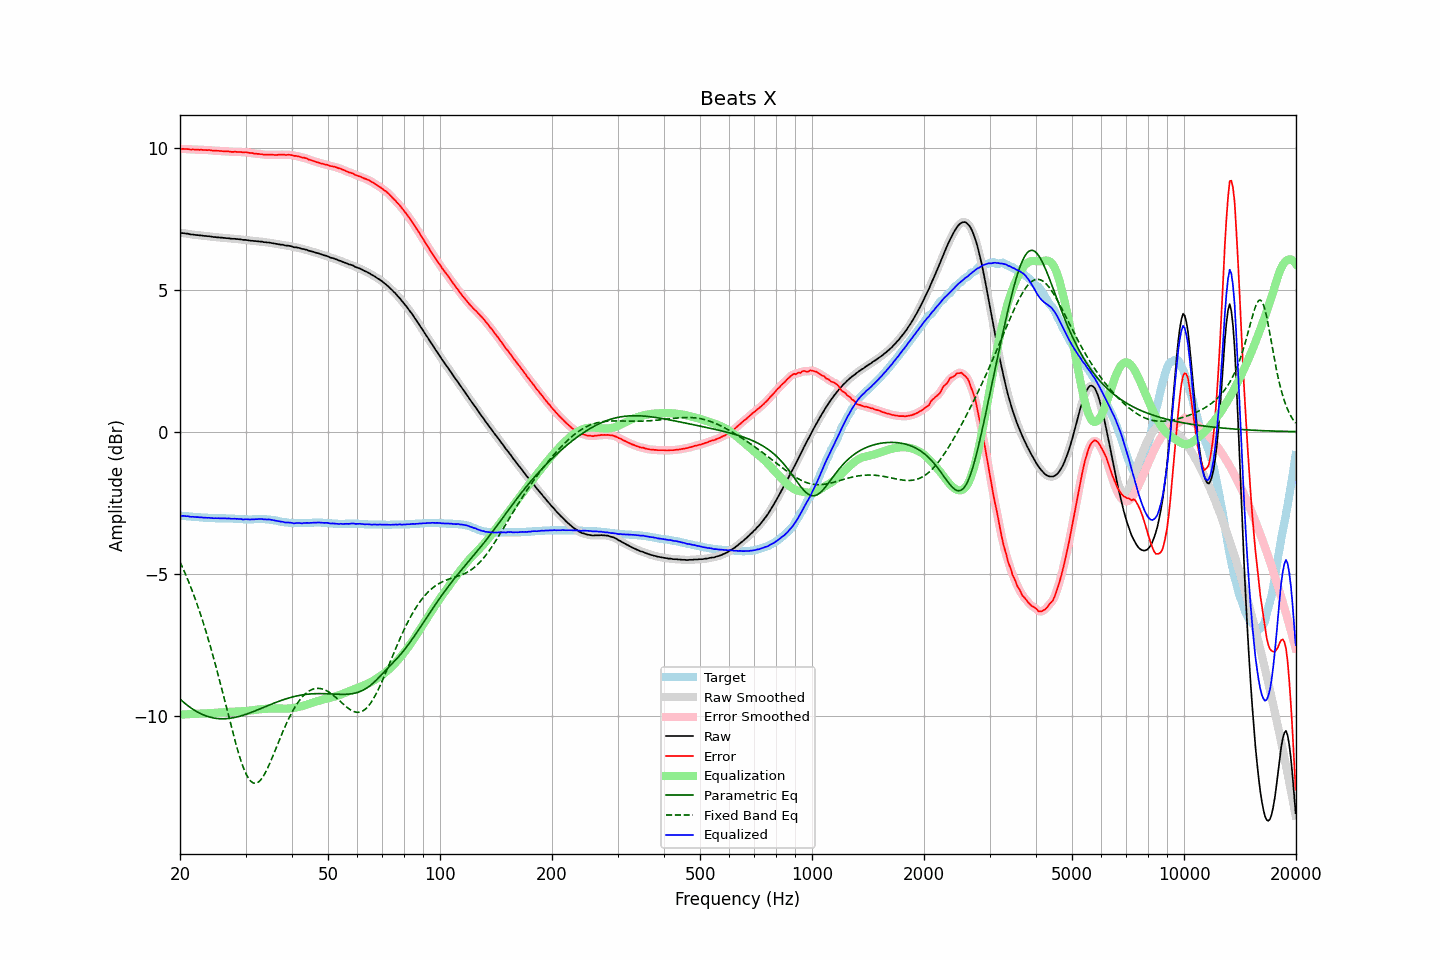 Beats X
Amplitude (dBr)
10
5
0
−5
−10
20
50
100
200
500
1000
2000
5000
10000
20000
Frequency (Hz)
Target
Raw Smoothed
Error Smoothed
Raw
Error
Equalization
Parametric Eq
Fixed Band Eq
Equalized